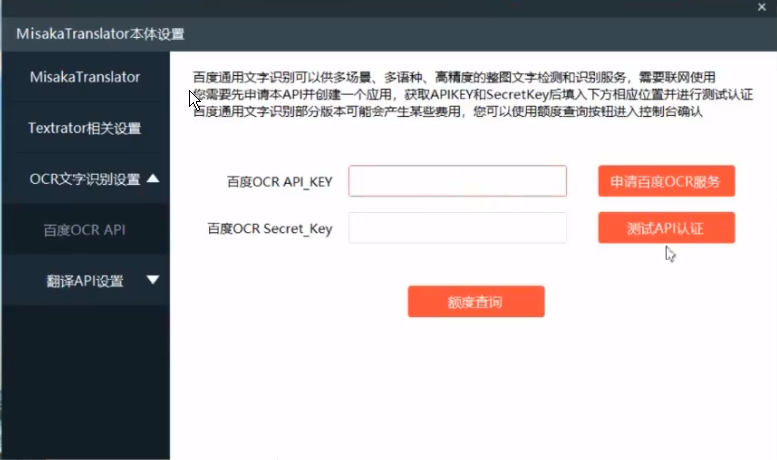 MisakaTranslator本体设置
MisakaTranslator
Textrator相关设置
OCR文字识别设置
百度OCR API
翻译API设置
百度通用文字识别可以供多场景、多语种、高精度的整图文字检测和识别服务，需要联网使用
您需要先申请本API并创建一个应用，获取APIKEY和SecretKey后填入下方相应位置并进行测试认证
百度通用文字识别部分版本可能会产生某些费用，您可以使用额度查询按钮进入控制台确认
百度OCR API_KEY
申请百度OCR服务
百度OCR Secret_Key
测试API认证
额度查询